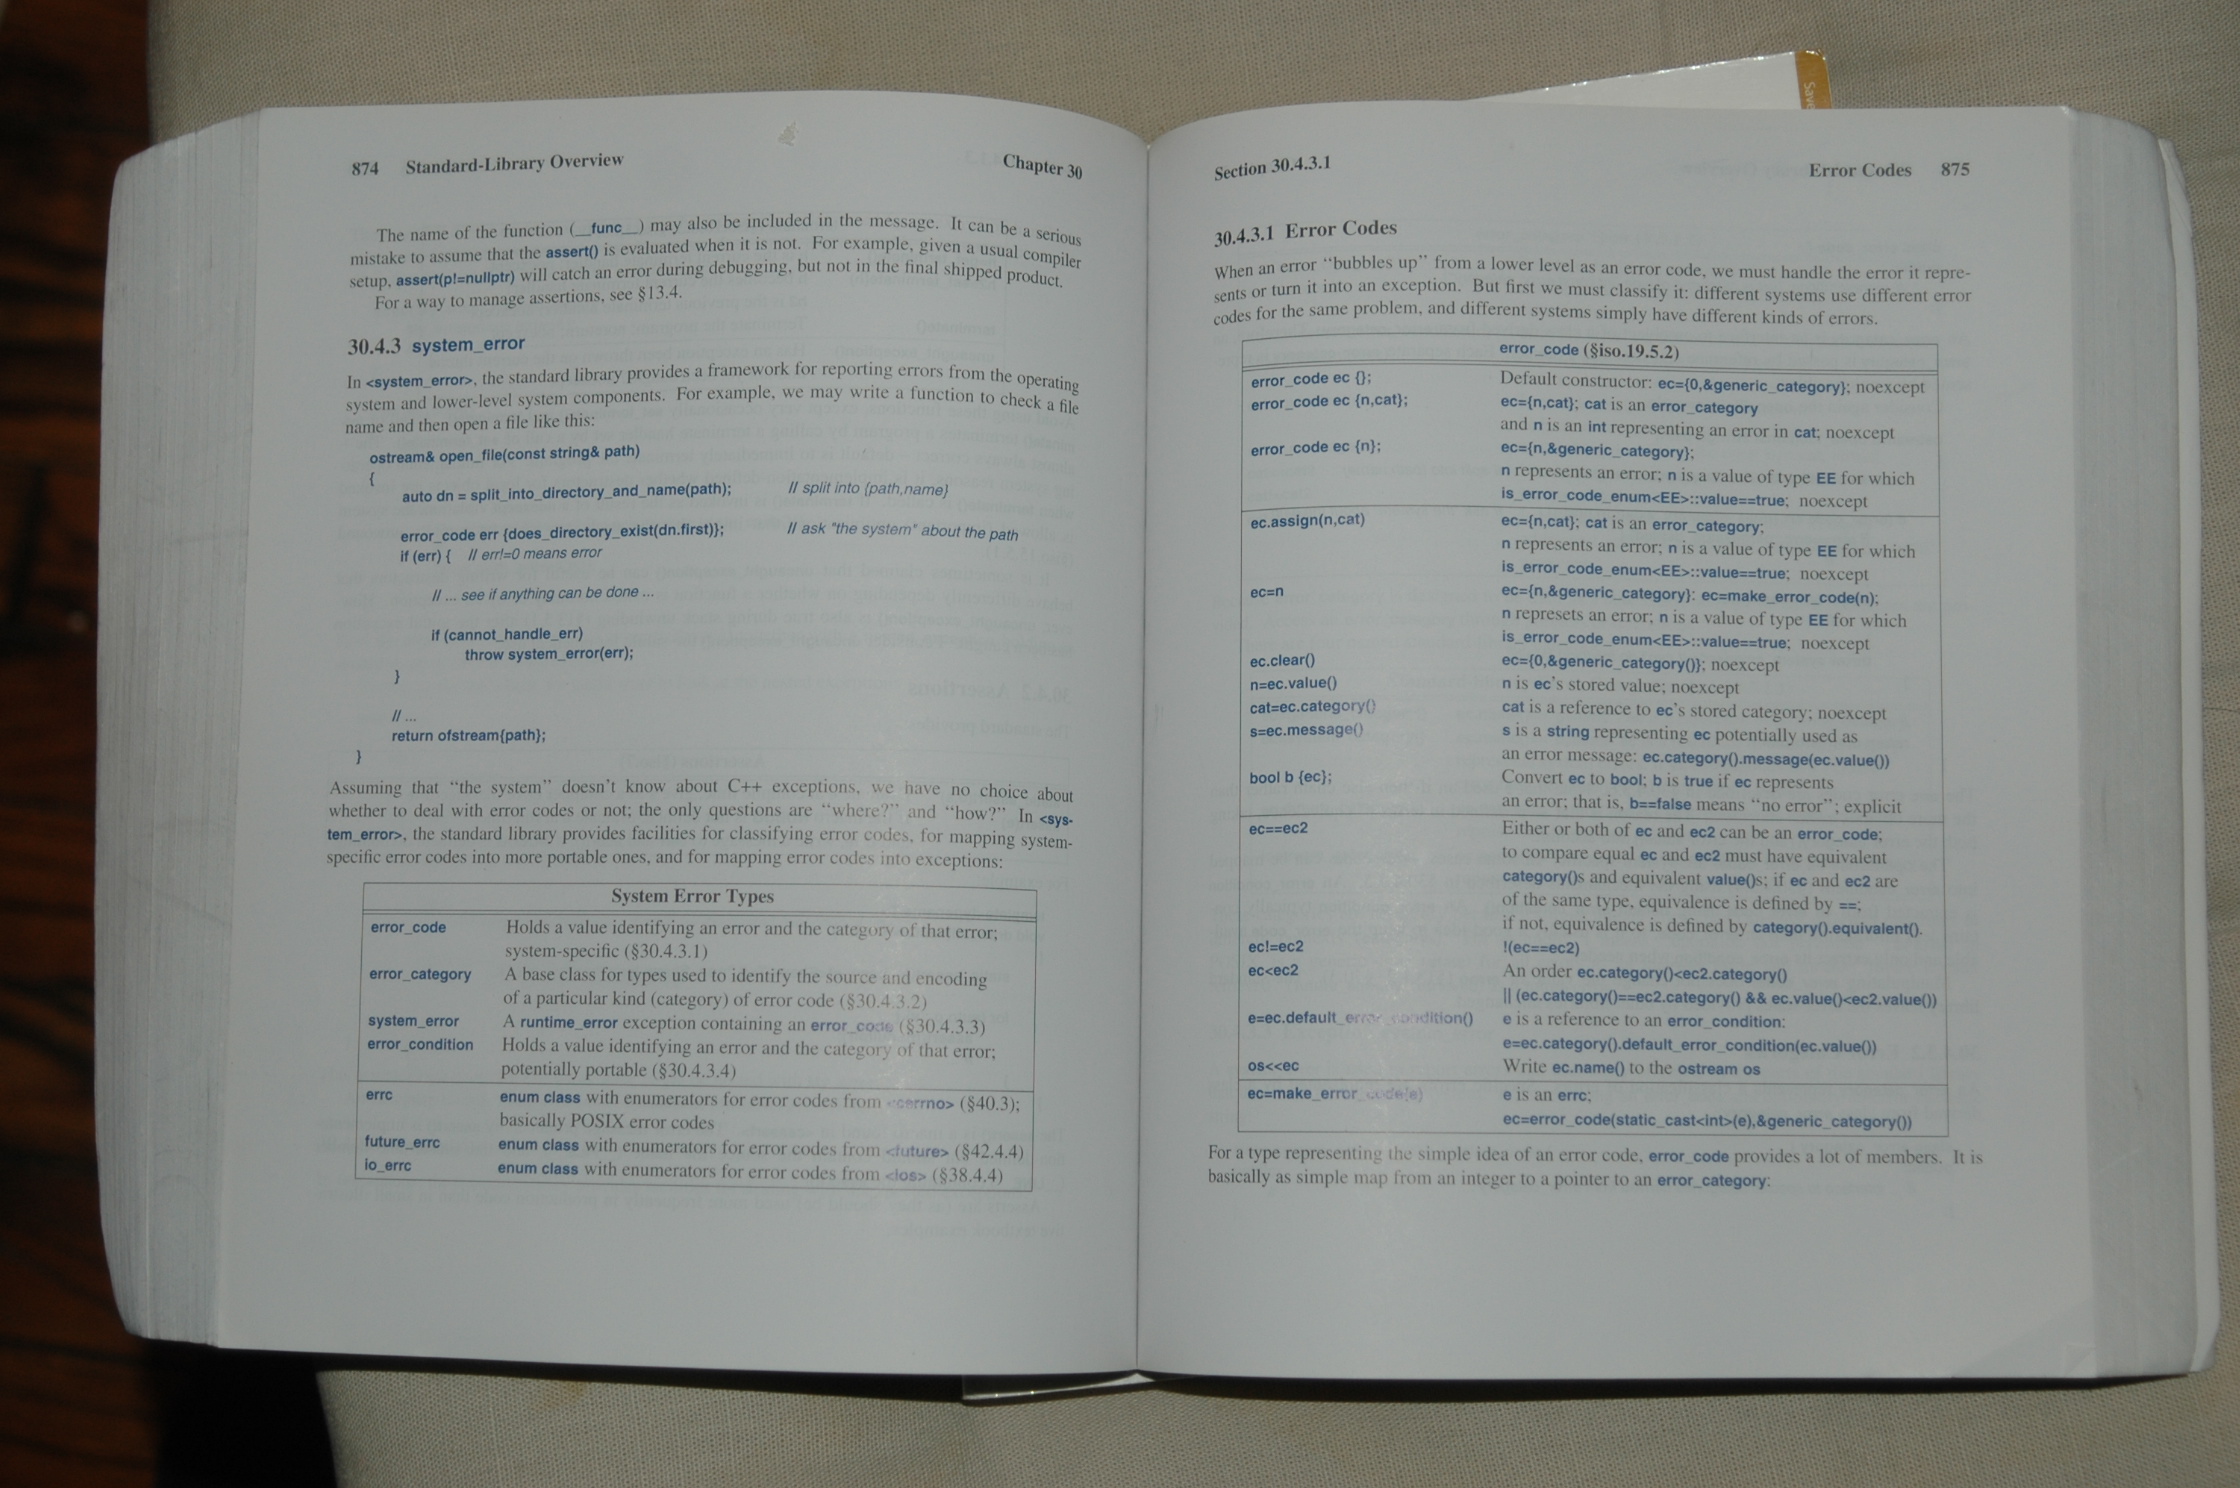 874 Standard-Library Overview Chapter 30
The name of the function (__func__) may also be included in the message. It can be a serious
mistake to assume that the assert() is evaluated when it is not. For example, given a usual compiler
setup, assert(p!=nullptr) will catch an error during debugging, but not in the final shipped product.
For a way to manage assertions, see §13.4.
30.4.3 system_error
In <system_error>, the standard library provides a framework for reporting errors from the operating
system and lower-level system components. For example, we may write a function to check a file
name and then open a file like this:
ostream& open_file(const string& path)
{
auto dn = split_into_directory_and_name(path); // split into {path,name}
error_code err {does_directory_exist(dn.first)}; // ask "the system" about the path
if (err) { // err!=0 means error
// ... see if anything can be done ...
if (cannot_handle_err)
throw system_error(err);
}
// ...
return ofstream{path};
}
Assuming that “the system” doesn’t know about C++ exceptions, we have no choice about
whether to deal with error codes or not; the only questions are “where?” and “how?” In <sys-
tem_error>, the standard library provides facilities for classifying error codes, for mapping system-
specific error codes into more portable ones, and for mapping error codes into exceptions:
System Error Types
error_code Holds a value identifying an error and the category of that error;
system-specific (§30.4.3.1)
error_category A base class for types used to identify the source and encoding
of a particular kind (category) of error code (§30.4.3.2)
system_error A runtime_error exception containing an error_code (§30.4.3.3)
error_condition Holds a value identifying an error and the category of that error;
potentially portable (§30.4.3.4)
errc enum class with enumerators for error codes from <cerrno> (§40.3);
basically POSIX error codes
future_errc enum class with enumerators for error codes from <future> (§42.4.4)
io_errc enum class with enumerators for error codes from <ios> (§38.4.4)
Section 30.4.3.1 Error Codes 875
30.4.3.1 Error Codes
When an error “bubbles up” from a lower level as an error code, we must handle the error it repre-
sents or turn it into an exception. But first we must classify it: different systems use different error
codes for the same problem, and different systems simply have different kinds of errors.
error_code (§iso.19.5.2)
error_code ec {}; Default constructor: ec={0,&generic_category}; noexcept
error_code ec {n,cat}; ec={n,cat}; cat is an error_category
and n is an int representing an error in cat; noexcept
error_code ec {n}; ec={n,&generic_category};
n represents an error; n is a value of type EE for which
is_error_code_enum<EE>::value==true; noexcept
ec.assign(n,cat) ec={n,cat}; cat is an error_category;
n represents an error; n is a value of type EE for which
is_error_code_enum<EE>::value==true; noexcept
ec=n ec={n,&generic_category}: ec=make_error_code(n);
n represets an error; n is a value of type EE for which
is_error_code_enum<EE>::value==true; noexcept
ec.clear() ec={0,&generic_category()}; noexcept
n=ec.value() n is ec’s stored value; noexcept
cat=ec.category() cat is a reference to ec’s stored category; noexcept
s=ec.message() s is a string representing ec potentially used as
an error message: ec.category().message(ec.value())
bool b {ec}; Convert ec to bool; b is true if ec represents
an error; that is, b==false means “no error”; explicit
ec==ec2 Either or both of ec and ec2 can be an error_code;
to compare equal ec and ec2 must have equivalent
category()s and equivalent value()s; if ec and ec2 are
of the same type, equivalence is defined by ==;
if not, equivalence is defined by category().equivalent().
ec!=ec2 !(ec==ec2)
ec<ec2 An order ec.category()<ec2.category()
|| (ec.category()==ec2.category() && ec.value()<ec2.value())
e=ec.default_error_condition() e is a reference to an error_condition:
e=ec.category().default_error_condition(ec.value())
os<<ec Write ec.name() to the ostream os
ec=make_error_code(e) e is an errc;
ec=error_code(static_cast<int>(e),&generic_category())
For a type representing the simple idea of an error code, error_code provides a lot of members. It is
basically as simple map from an integer to a pointer to an error_category: